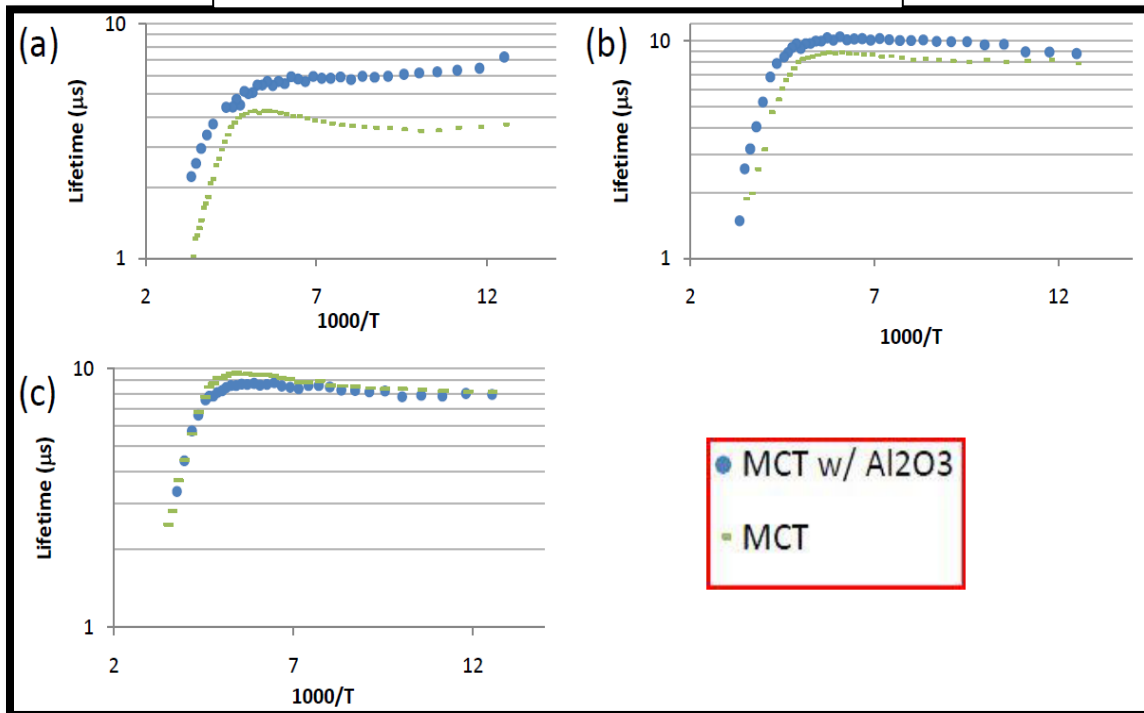 (a)
10
1
Lifetime (µs)
2 7 12
1000/T
(b)
10
1
Lifetime (µs)
2 7 12
1000/T
(c)
10
1
Lifetime (µs)
2 7 12
1000/T
MCT w/ Al2O3
MCT